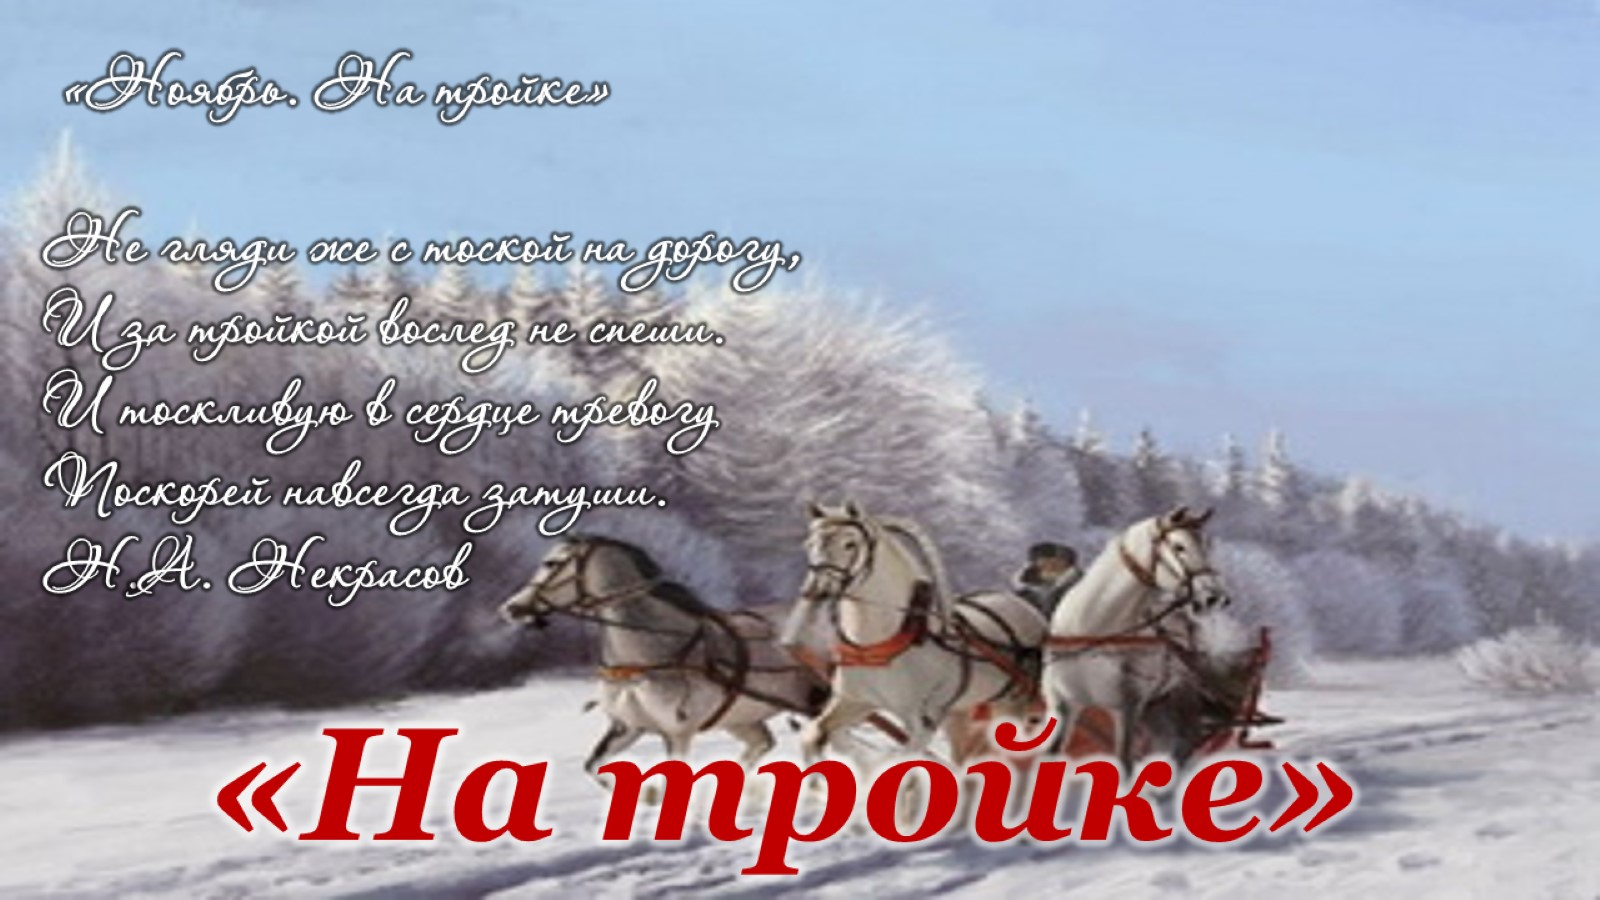 «Ноябрь. На тройке»
Не гляди же с тоской на дорогу,
И за тройкой вослед не спеши.
И тоскливую в сердце тревогу
Поскорей навсегда затуши.
Н.А. Некрасов
«На тройке»